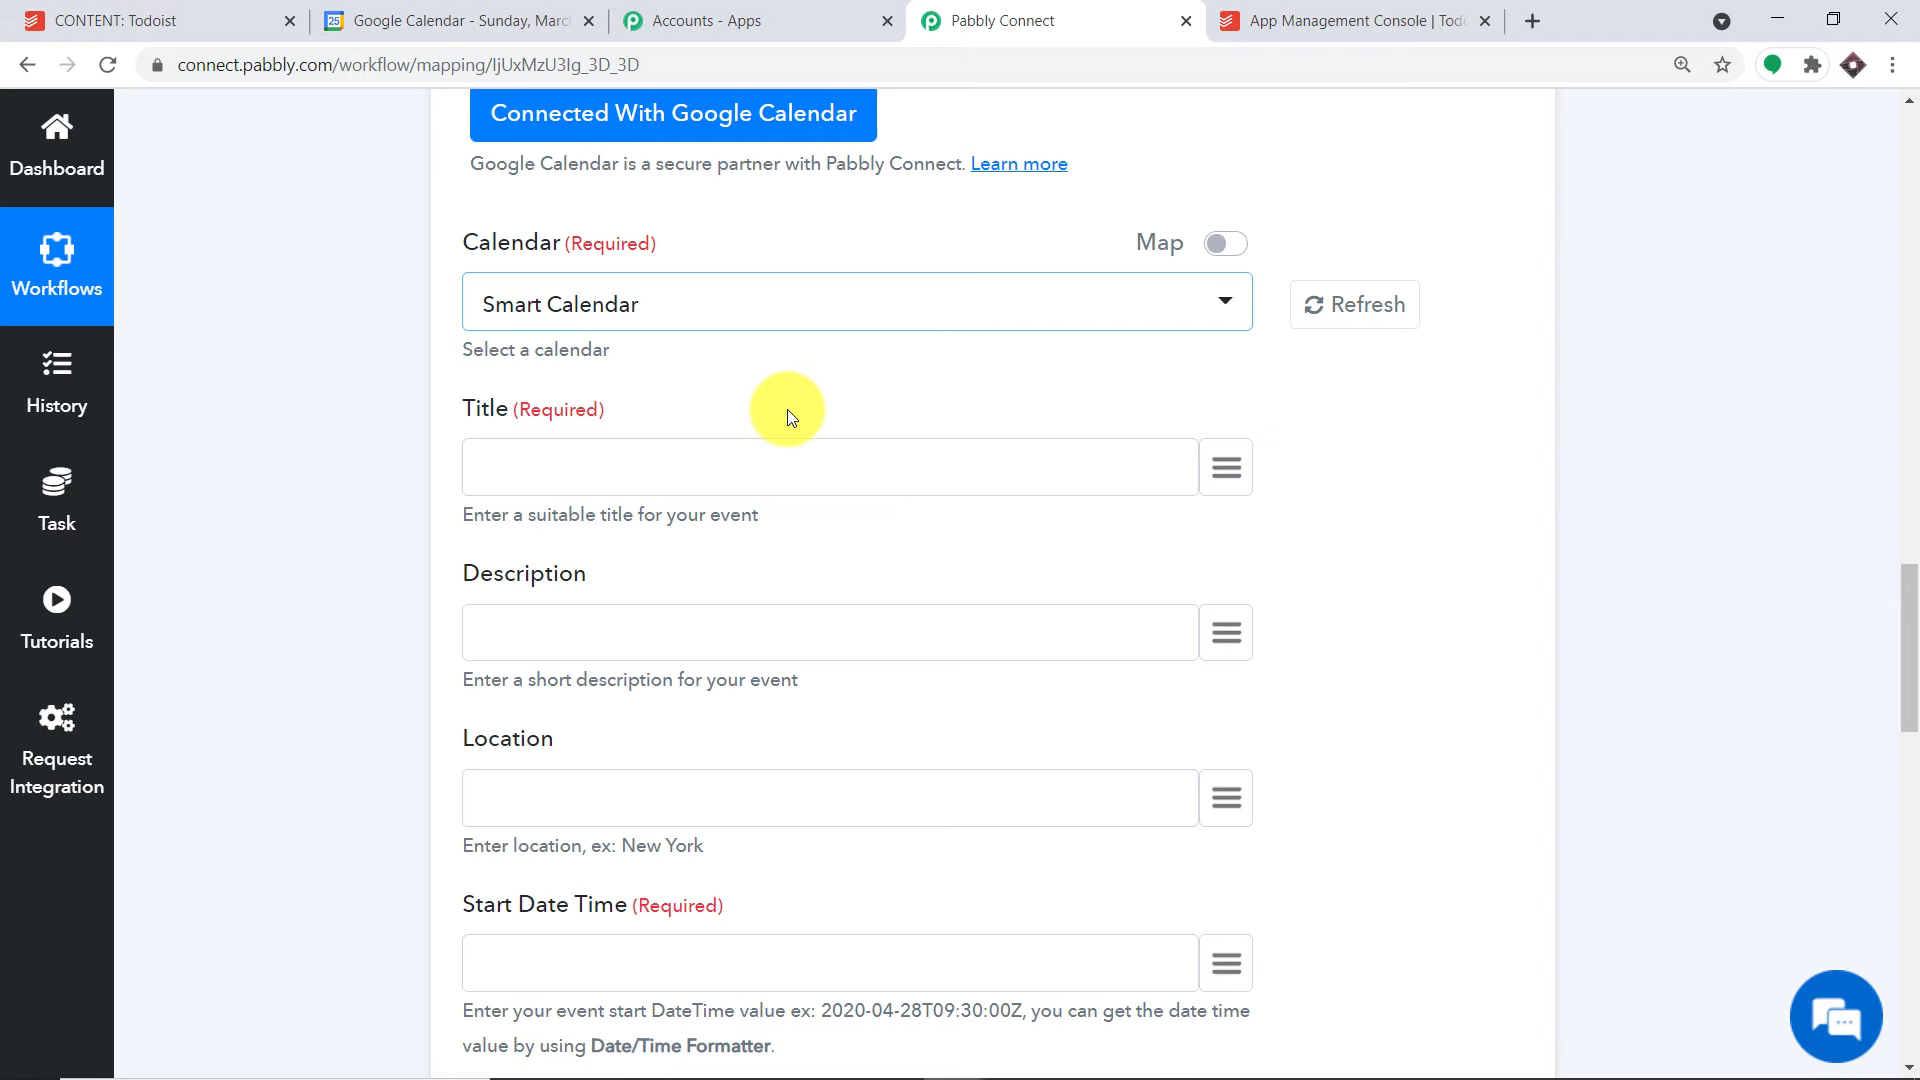 CONTENT: Todoist
Google Calendar - Sunday, Marc
Accounts - Apps
Pabbly Connect
App Management Console | Todo
connect.pabbly.com/workflow/mapping/IjUxMzU3Ig_3D_3D
Dashboard
Workflows
History
Task
Tutorials
Request
Integration
Connected With Google Calendar
Google Calendar is a secure partner with Pabbly Connect. Learn more
Calendar (Required)
Map
Smart Calendar
Refresh
Select a calendar
Title (Required)
Enter a suitable title for your event
Description
Enter a short description for your event
Location
Enter location, ex: New York
Start Date Time (Required)
Enter your event start DateTime value ex: 2020-04-28T09:30:00Z, you can get the date time
value by using Date/Time Formatter.